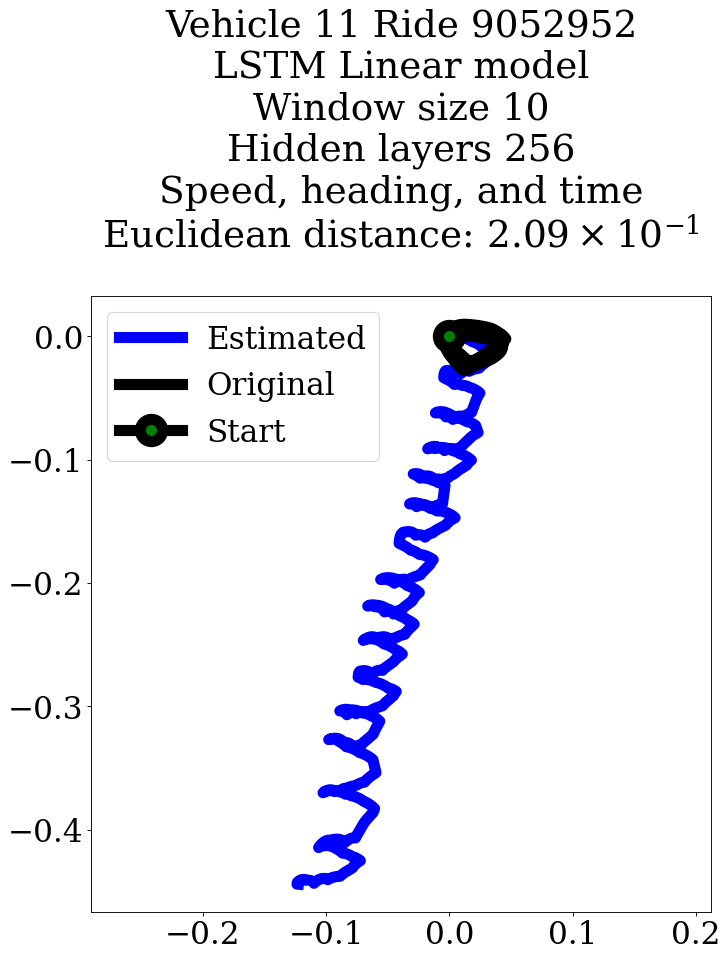 Vehicle 11 Ride 9052952
LSTM Linear model
Window size 10
Hidden layers 256
Speed, heading, and time
Euclidean distance: 2.09 × 10⁻¹
Estimated
Original
Start
0.0
−0.1
−0.2
−0.3
−0.4
−0.2
−0.1
0.0
0.1
0.2